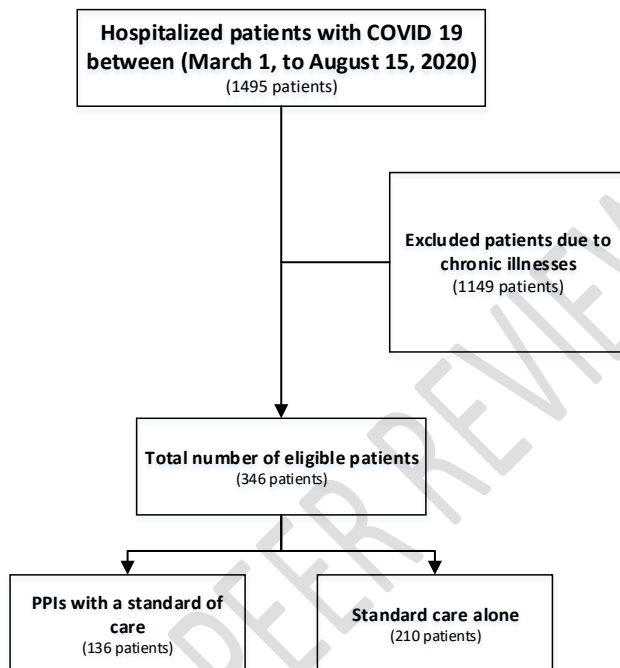 Hospitalized patients with COVID 19
between (March 1, to August 15, 2020)
(1495 patients)
Excluded patients due to
chronic illnesses
(1149 patients)
Total number of eligible patients
(346 patients)
PPIs with a standard of
care
(136 patients)
Standard care alone
(210 patients)
PEER REVIEW